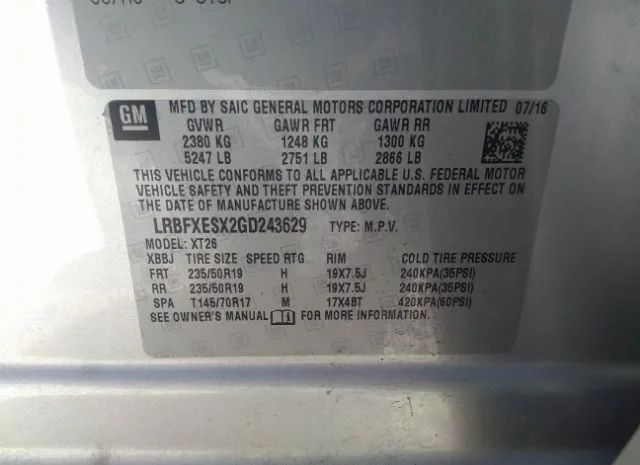 GM
MFD BY SAIC GENERAL MOTORS CORPORATION LIMITED 07/16
GVWR GAWR FRT GAWR RR
2380 KG 1248 KG 1300 KG
5247 LB 2751 LB 2866 LB
THIS VEHICLE CONFORMS TO ALL APPLICABLE U.S. FEDERAL MOTOR
VEHICLE SAFETY AND THEFT PREVENTION STANDARDS IN EFFECT ON
THE DATE OF MANUFACTURE SHOWN ABOVE.
LRBFXESX2GD243629 TYPE: M.P.V.
MODEL: XT26
XBBJ TIRE SIZE SPEED RTG RIM COLD TIRE PRESSURE
FRT 235/50R19 H 19X7.5J 240KPA(35PSI)
RR 235/50R19 H 19X7.5J 240KPA(35PSI)
SPA T145/70R17 M 17X4BT 420KPA(60PSI)
SEE OWNER'S MANUAL FOR MORE INFORMATION.